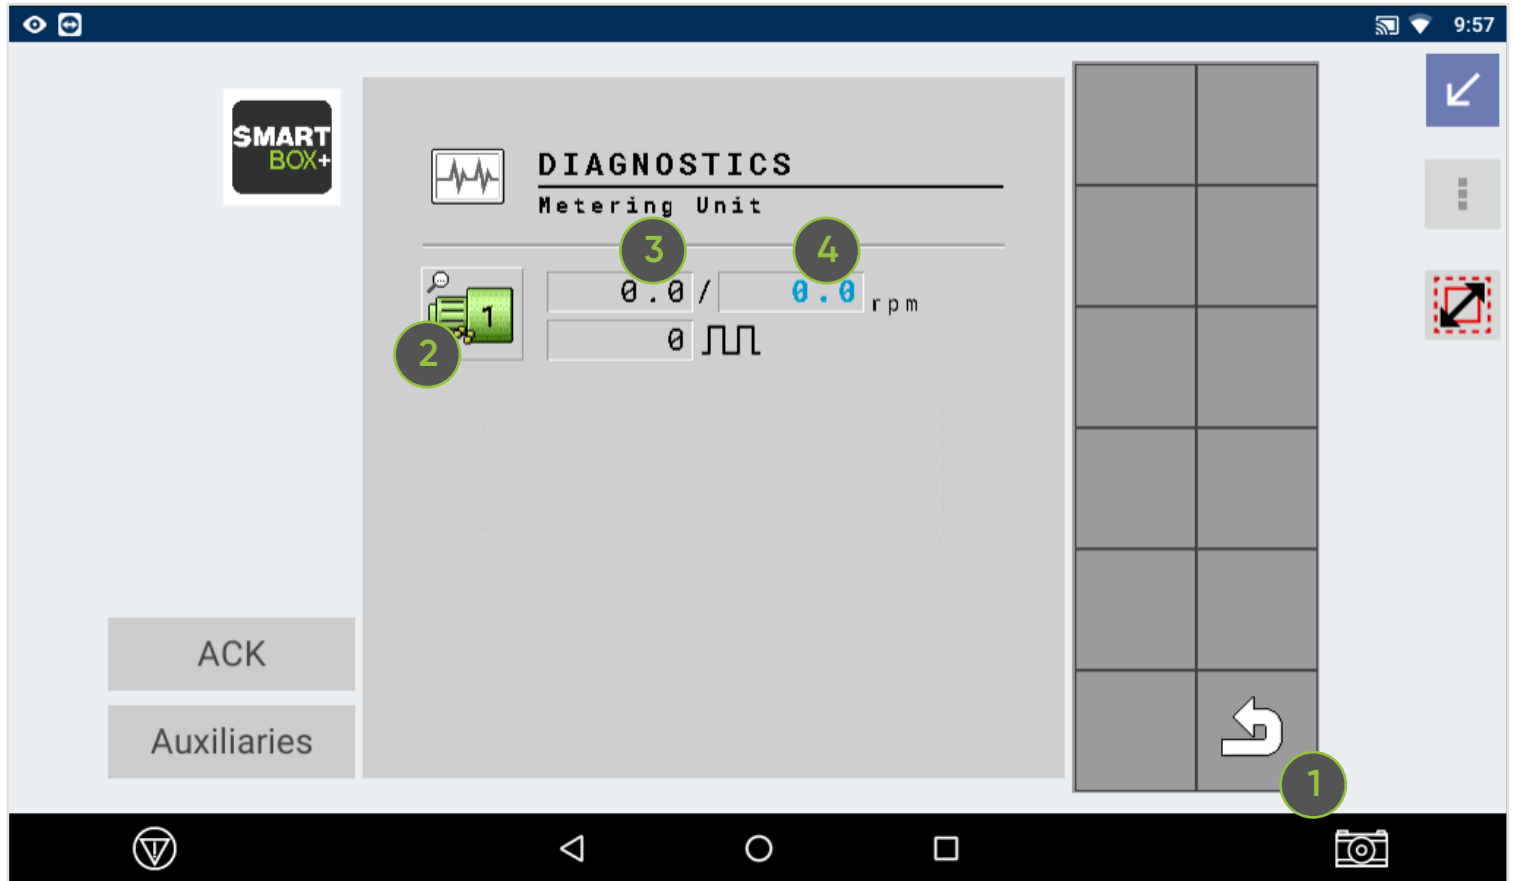 9:57
SMART
BOX+
DIAGNOSTICS
Metering Unit
3
4
0.0 / 0.0 rpm
1
2
0
ACK
Auxiliaries
1